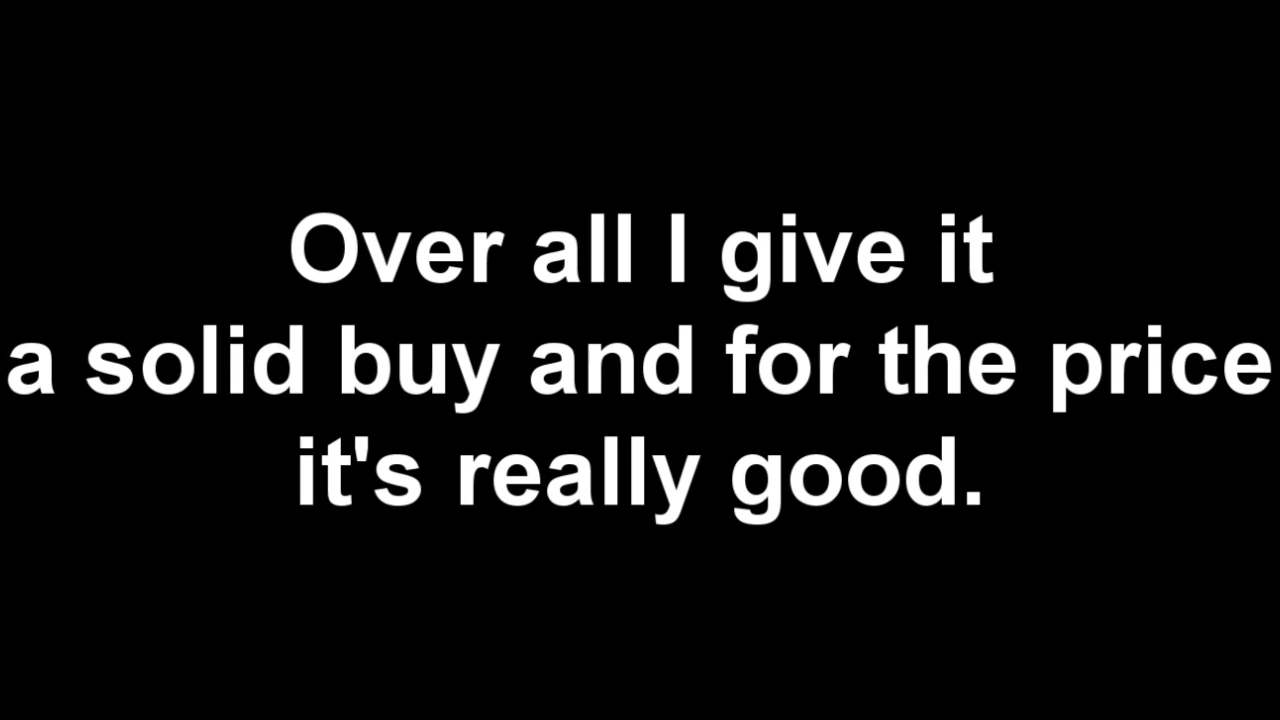 Over all I give it
a solid buy and for the price
it's really good.